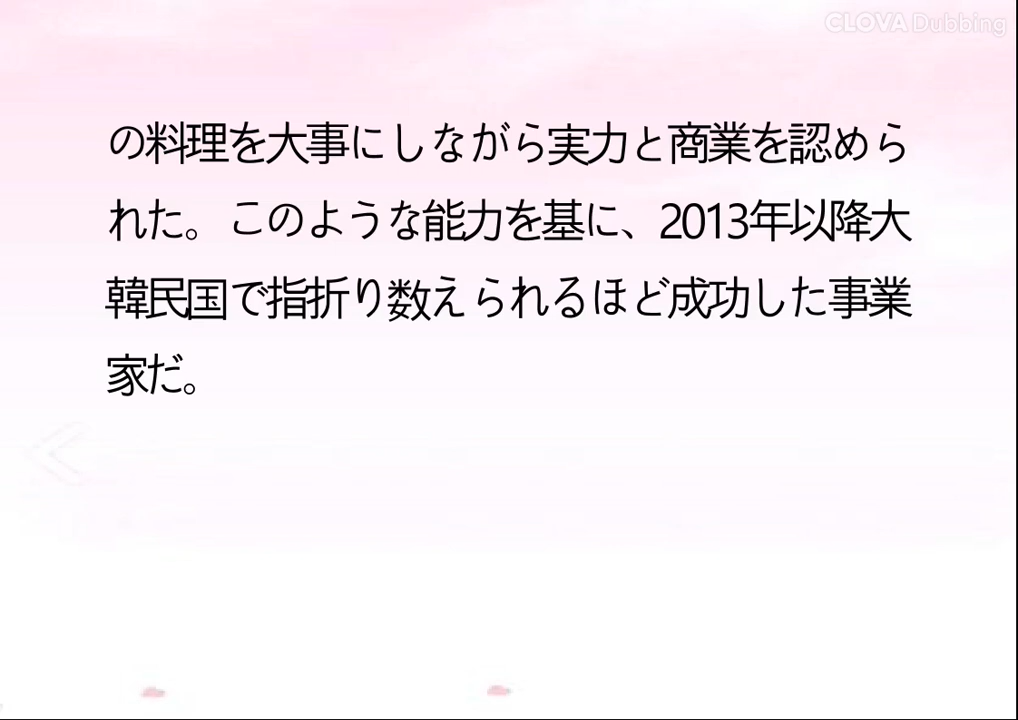 CLOVA Dubbing
の料理を大事にしながら実力と商業を認めら
れた。このような能力を基に、2013年以降大
韓民国で指折り数えられるほど成功した事業
家だ。